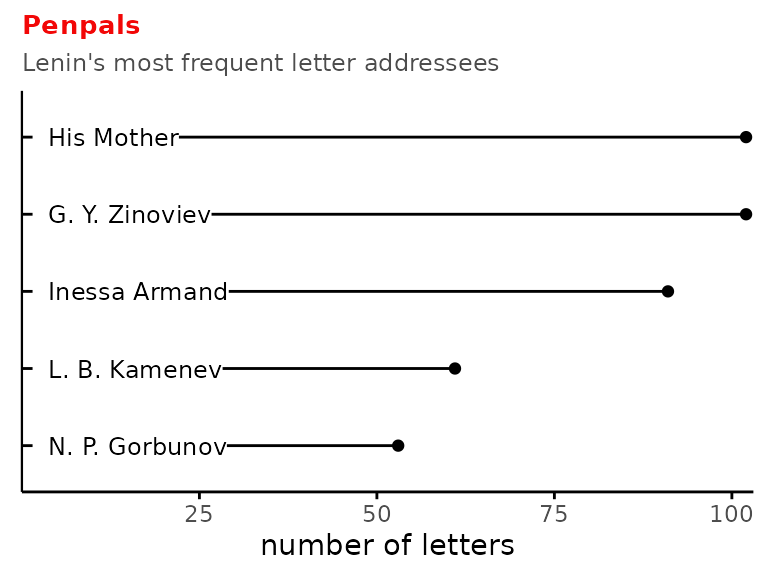 Penpals
Lenin's most frequent letter addressees
His Mother
G. Y. Zinoviev
Inessa Armand
L. B. Kamenev
N. P. Gorbunov
25 50 75 100
number of letters